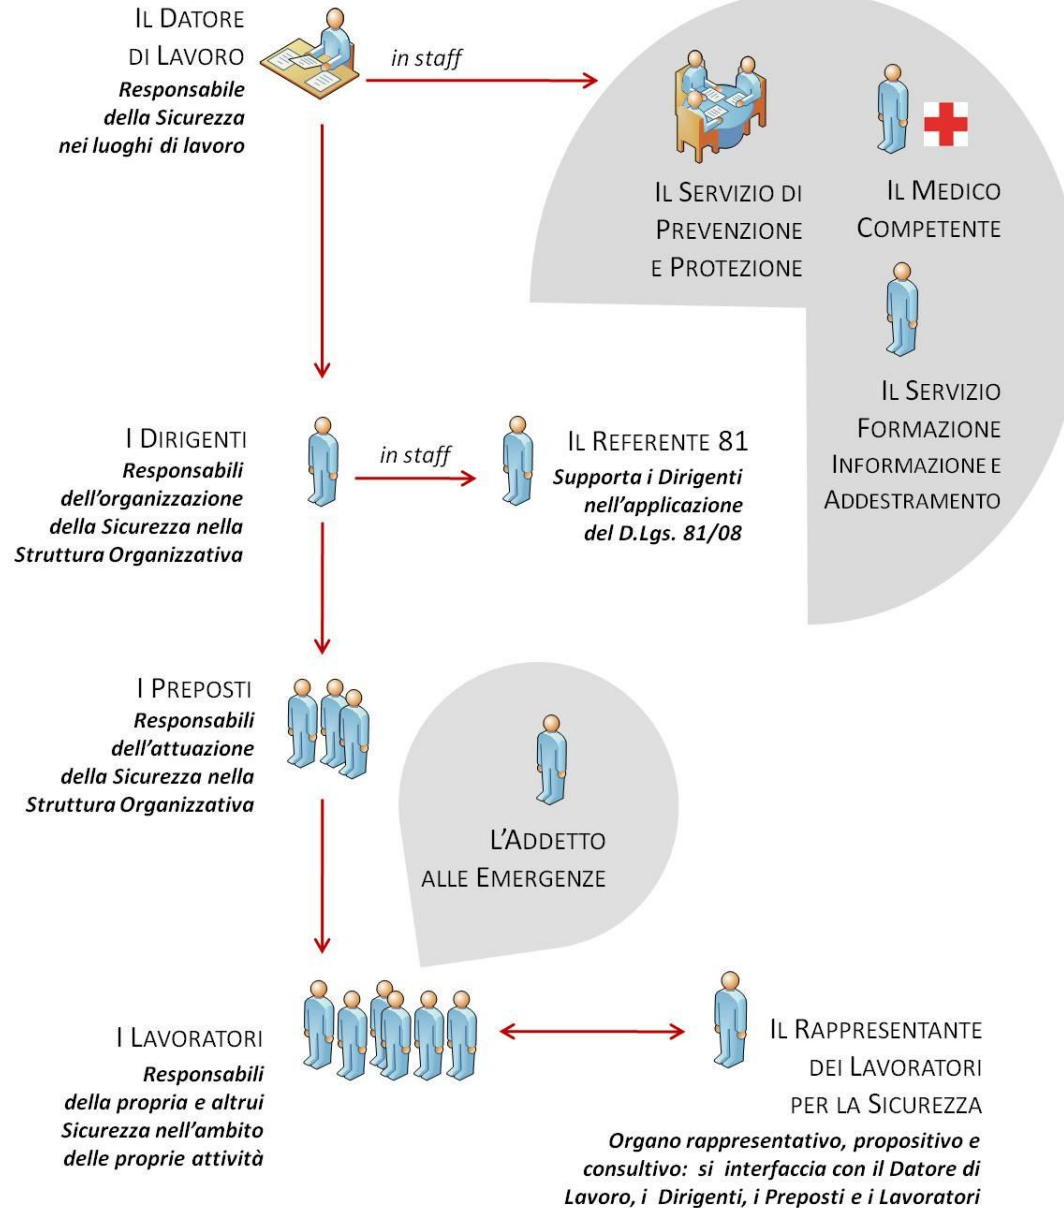 IL DATORE
DI LAVORO
Responsabile
della Sicurezza
nei luoghi di lavoro
in staff
IL SERVIZIO DI
PREVENZIONE
E PROTEZIONE
IL MEDICO
COMPETENTE
IL SERVIZIO
FORMAZIONE
INFORMAZIONE E
ADDESTRAMENTO
I DIRIGENTI
Responsabili
dell'organizzazione
della Sicurezza nella
Struttura Organizzativa
in staff
IL REFERENTE 81
Supporta i Dirigenti
nell'applicazione
del D.Lgs. 81/08
I PREPOSTI
Responsabili
dell'attuazione
della Sicurezza nella
Struttura Organizzativa
L'ADDETTO
ALLE EMERGENZE
I LAVORATORI
Responsabili
della propria e altrui
Sicurezza nell'ambito
delle proprie attività
IL RAPPRESENTANTE
DEI LAVORATORI
PER LA SICUREZZA
Organo rappresentativo, propositivo e
consultivo: si interfaccia con il Datore di
Lavoro, i Dirigenti, i Preposti e i Lavoratori